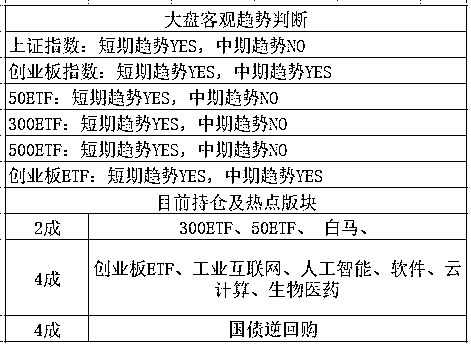 大盘客观趋势判断
上证指数：短期趋势YES，中期趋势NO
创业板指数：短期趋势YES，中期趋势YES
50ETF：短期趋势YES，中期趋势NO
300ETF：短期趋势YES，中期趋势NO
500ETF：短期趋势YES，中期趋势NO
创业板ETF：短期趋势YES，中期趋势YES
目前持仓及热点版块
2成 300ETF、50ETF、 白马、
4成 创业板ETF、工业互联网、人工智能、软件、云
计算、生物医药
4成 国债逆回购